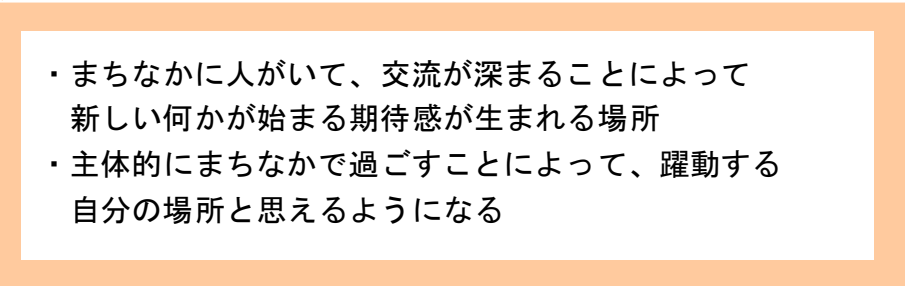 ・まちなかに人がいて、交流が深まることによって
新しい何かが始まる期待感が生まれる場所
・主体的にまちなかで過ごすことによって、躍動する
自分の場所と思えるようになる